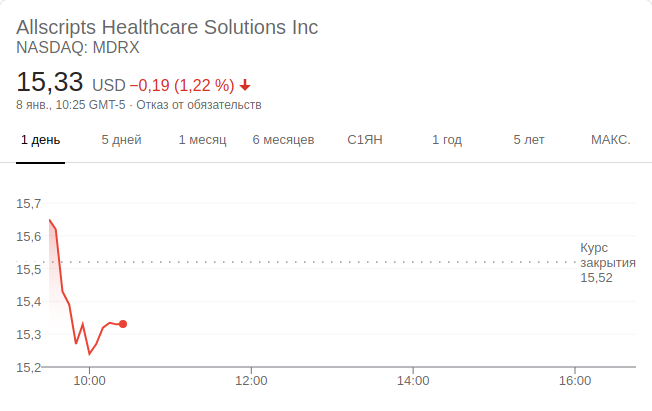 Allscripts Healthcare Solutions Inc
NASDAQ: MDRX
15,33 USD −0,19 (1,22 %)
8 янв., 10:25 GMT-5 · Отказ от обязательств
1 день 5 дней 1 месяц 6 месяцев С1ЯН 1 год 5 лет МАКС.
15,7
15,6
Курс
закрытия
15,5
15,52
15,4
15,3
15,2
10:00 12:00 14:00 16:00